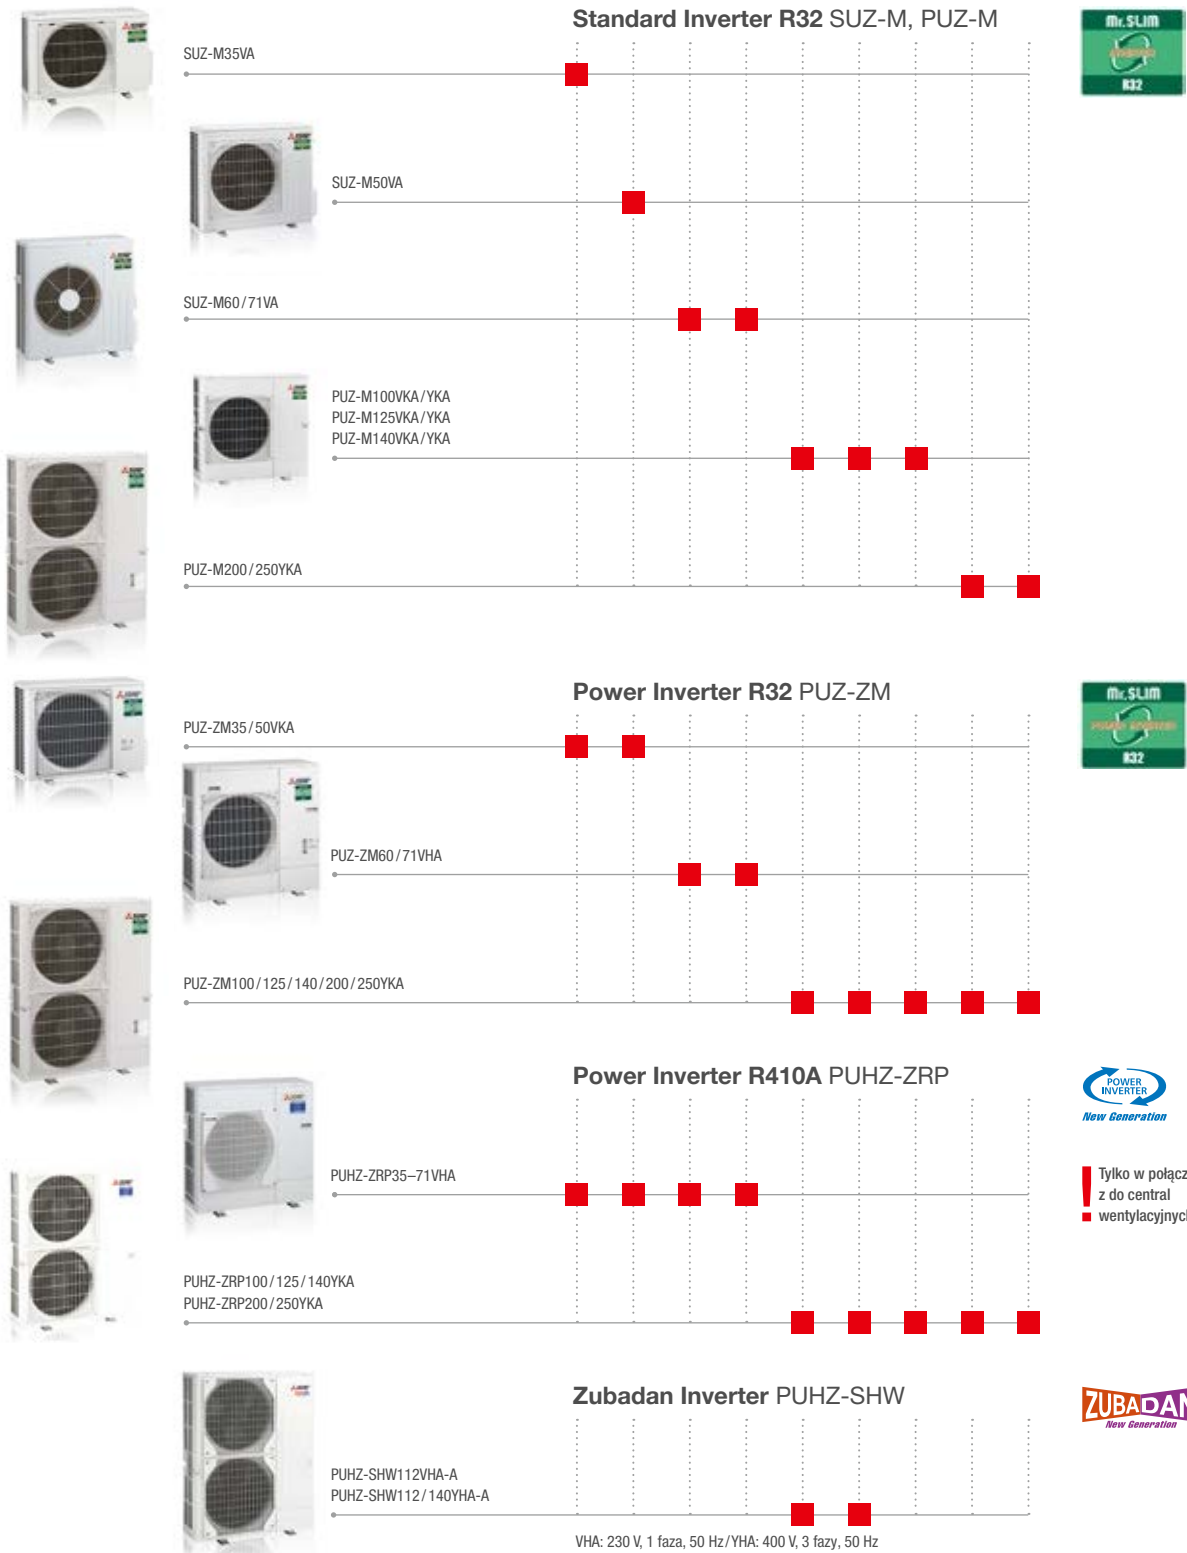 Standard Inverter R32 SUZ-M, PUZ-M
Mr.SLIM
INVERTER
R32
SUZ-M35VA
SUZ-M50VA
SUZ-M60/71VA
PUZ-M100VKA/YKA
PUZ-M125VKA/YKA
PUZ-M140VKA/YKA
PUZ-M200/250YKA
Power Inverter R32 PUZ-ZM
Mr.SLIM
POWER INVERTER
R32
PUZ-ZM35/50VKA
PUZ-ZM60/71VHA
PUZ-ZM100/125/140/200/250YKA
Power Inverter R410A PUHZ-ZRP
POWER
INVERTER
New Generation
PUHZ-ZRP35–71VHA
Tylko w połącz
z do central
wentylacyjnych
PUHZ-ZRP100/125/140YKA
PUHZ-ZRP200/250YKA
Zubadan Inverter PUHZ-SHW
ZUBADAN
New Generation
PUHZ-SHW112VHA-A
PUHZ-SHW112/140YHA-A
VHA: 230 V, 1 faza, 50 Hz/YHA: 400 V, 3 fazy, 50 Hz